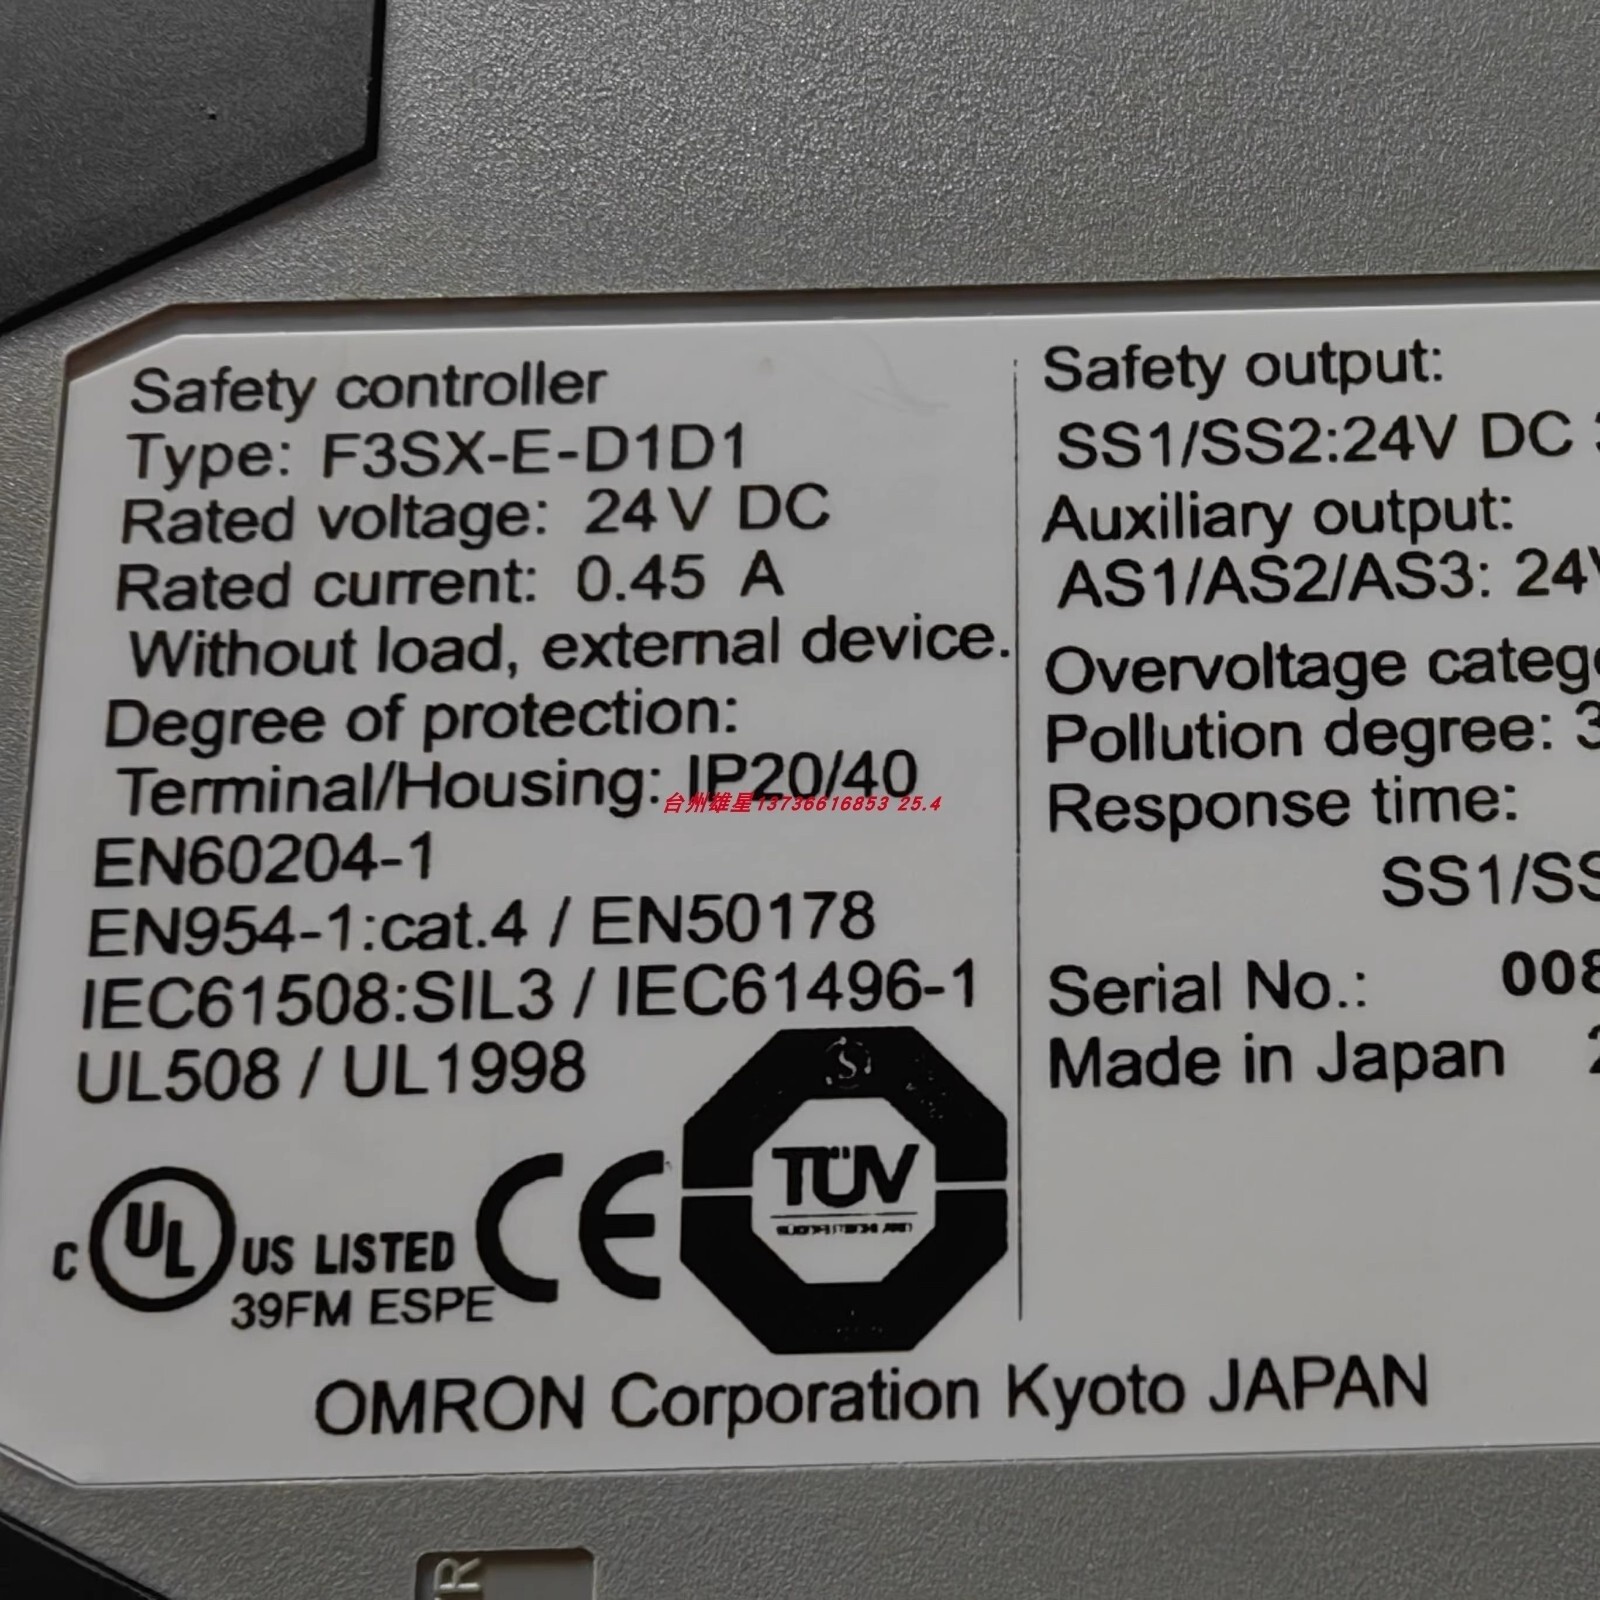 Safety controller
Type: F3SX-E-D1D1
Rated voltage: 24V DC
Rated current: 0.45 A
Without load, external device.
Degree of protection:
Terminal/Housing: IP20/40
台州雄星13736616853 25.4
EN60204-1
EN954-1:cat.4 / EN50178
IEC61508:SIL3 / IEC61496-1
UL508 / UL1998
C UL US LISTED
39FM ESPE
CE
TÜV
Safety output:
SS1/SS2:24V DC
Auxiliary output:
AS1/AS2/AS3: 24V
Overvoltage
Pollution degree: 3
Response time:
SS1/SS
Serial No.: 008
Made in Japan 2
OMRON Corporation Kyoto JAPAN
R